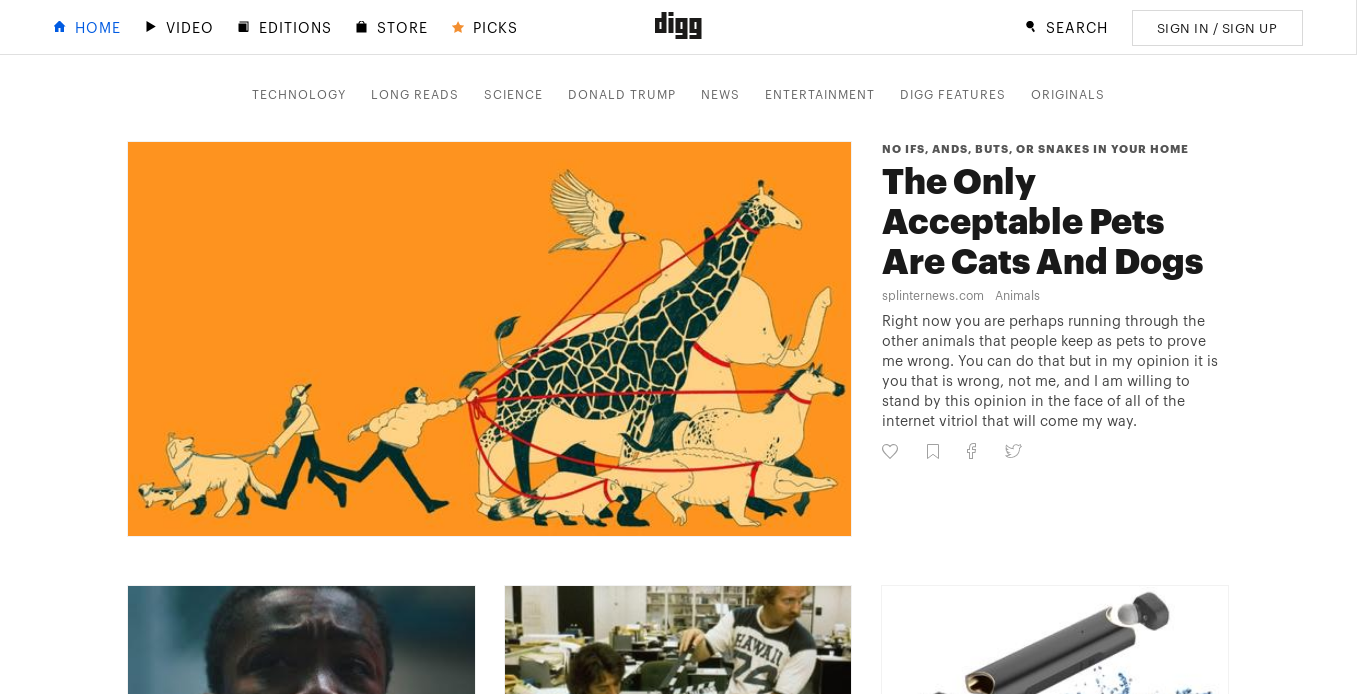 HOME VIDEO EDITIONS STORE PICKS digg SEARCH SIGN IN / SIGN UP
TECHNOLOGY LONG READS SCIENCE DONALD TRUMP NEWS ENTERTAINMENT DIGG FEATURES ORIGINALS
NO IFS, ANDS, BUTS, OR SNAKES IN YOUR HOME
The Only
Acceptable Pets
Are Cats And Dogs
splinternews.com Animals
Right now you are perhaps running through the
other animals that people keep as pets to prove
me wrong. You can do that but in my opinion it is
you that is wrong, not me, and I am willing to
stand by this opinion in the face of all of the
internet vitriol that will come my way.
HAWAII
74